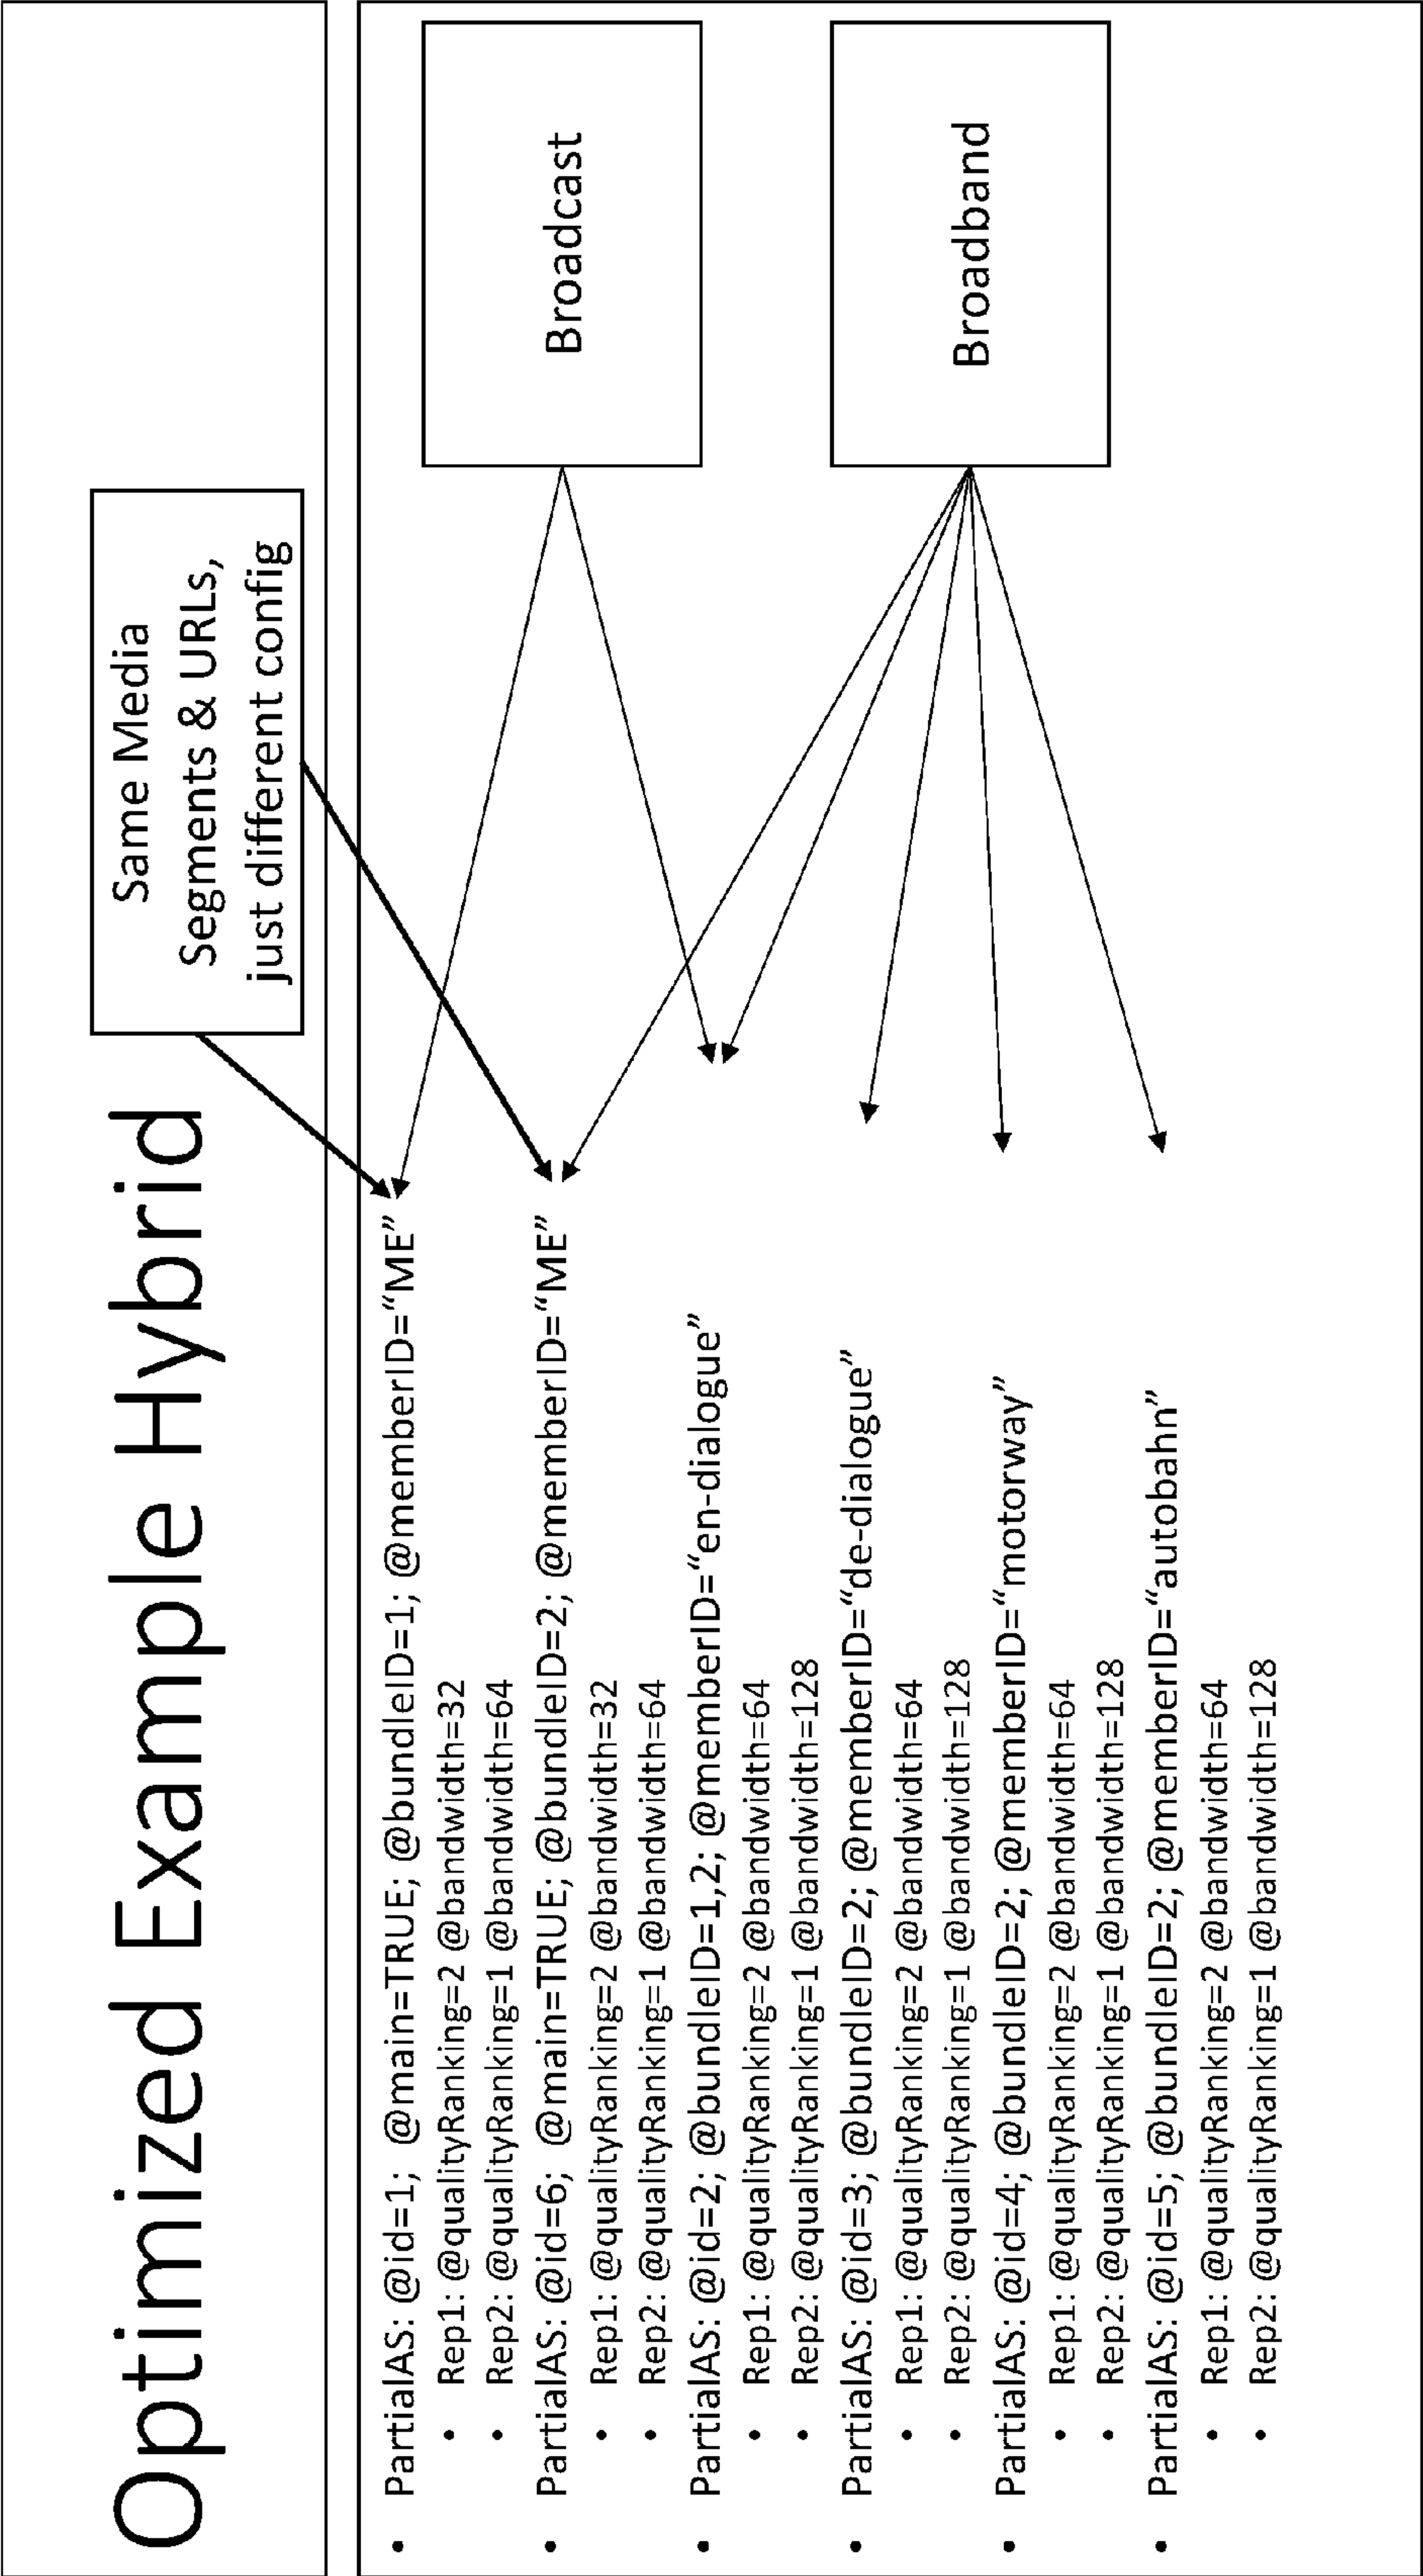 Optimized Example Hybrid
Same Media
Segments & URLs,
just different config
• PartialAS: @id=1; @main=TRUE; @bundleID=1; @memberID=“ME”
• Rep1: @qualityRanking=2 @bandwidth=32
• Rep2: @qualityRanking=1 @bandwidth=64
• PartialAS: @id=6; @main=TRUE; @bundleID=2; @memberID=“ME”
• Rep1: @qualityRanking=2 @bandwidth=32
• Rep2: @qualityRanking=1 @bandwidth=64
• PartialAS: @id=2; @bundleID=1,2; @memberID=“en-dialogue”
• Rep1: @qualityRanking=2 @bandwidth=64
• Rep2: @qualityRanking=1 @bandwidth=128
• PartialAS: @id=3; @bundleID=2; @memberID=“de-dialogue”
• Rep1: @qualityRanking=2 @bandwidth=64
• Rep2: @qualityRanking=1 @bandwidth=128
• PartialAS: @id=4; @bundleID=2; @memberID=“motorway”
• Rep1: @qualityRanking=2 @bandwidth=64
• Rep2: @qualityRanking=1 @bandwidth=128
• PartialAS: @id=5; @bundleID=2; @memberID=“autobahn”
• Rep1: @qualityRanking=2 @bandwidth=64
• Rep2: @qualityRanking=1 @bandwidth=128
Broadcast
Broadband